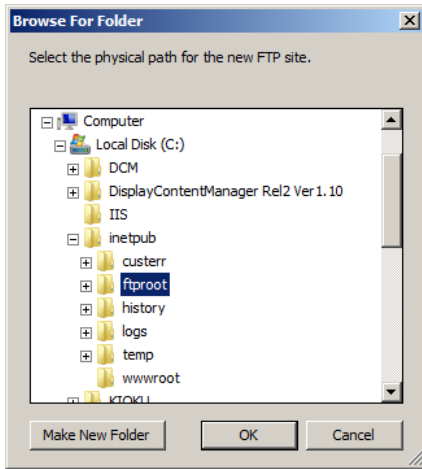 Browse For Folder
Select the physical path for the new FTP site.
Computer
Local Disk (C:)
DCM
DisplayContentManager Rel2 Ver1.10
IIS
inetpub
custerr
ftproot
history
logs
temp
wwwroot
KIOKU
Make New Folder OK Cancel